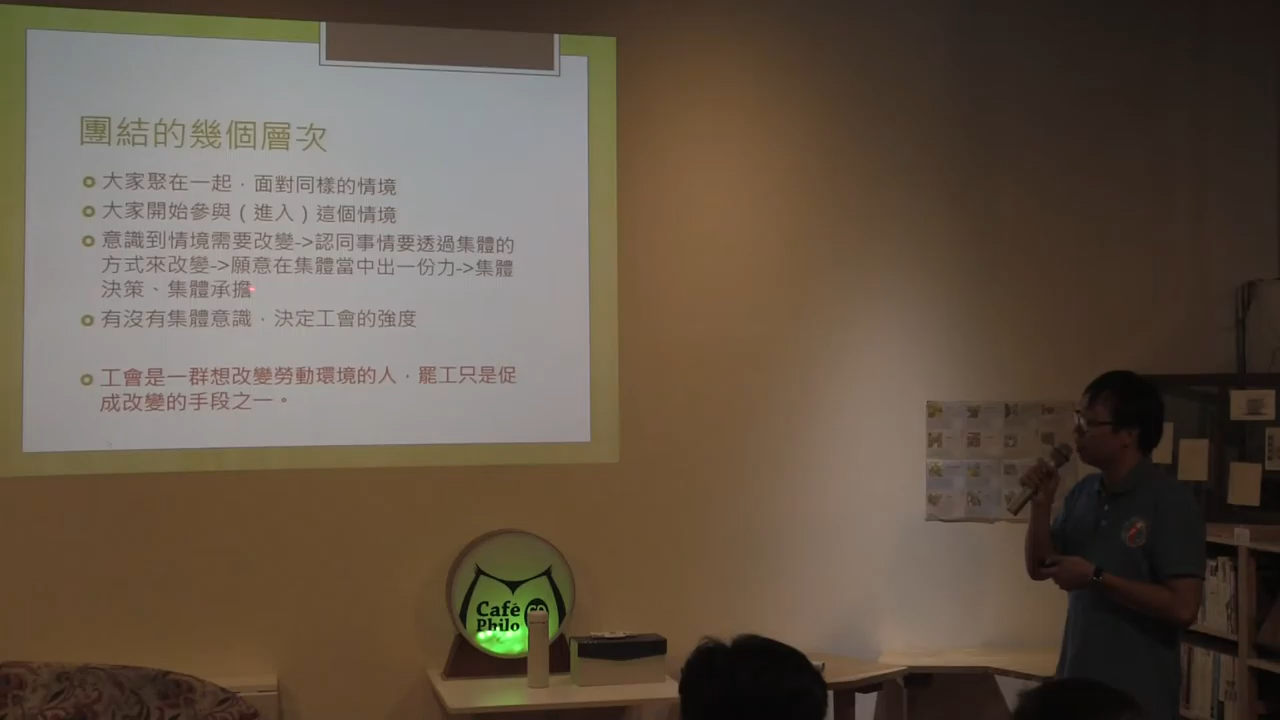 團結的幾個層次
大家聚在一起，面對同樣的情境
大家開始參與（進入）這個情境
意識到情境需要改變->認同事情要透過集體的
方式來改變->願意在集體當中出一份力->集體
決策、集體承擔
有沒有集體意識，決定工會的強度
工會是一群想改變勞動環境的人，罷工只是促
成改變的手段之一。
Café
Philo